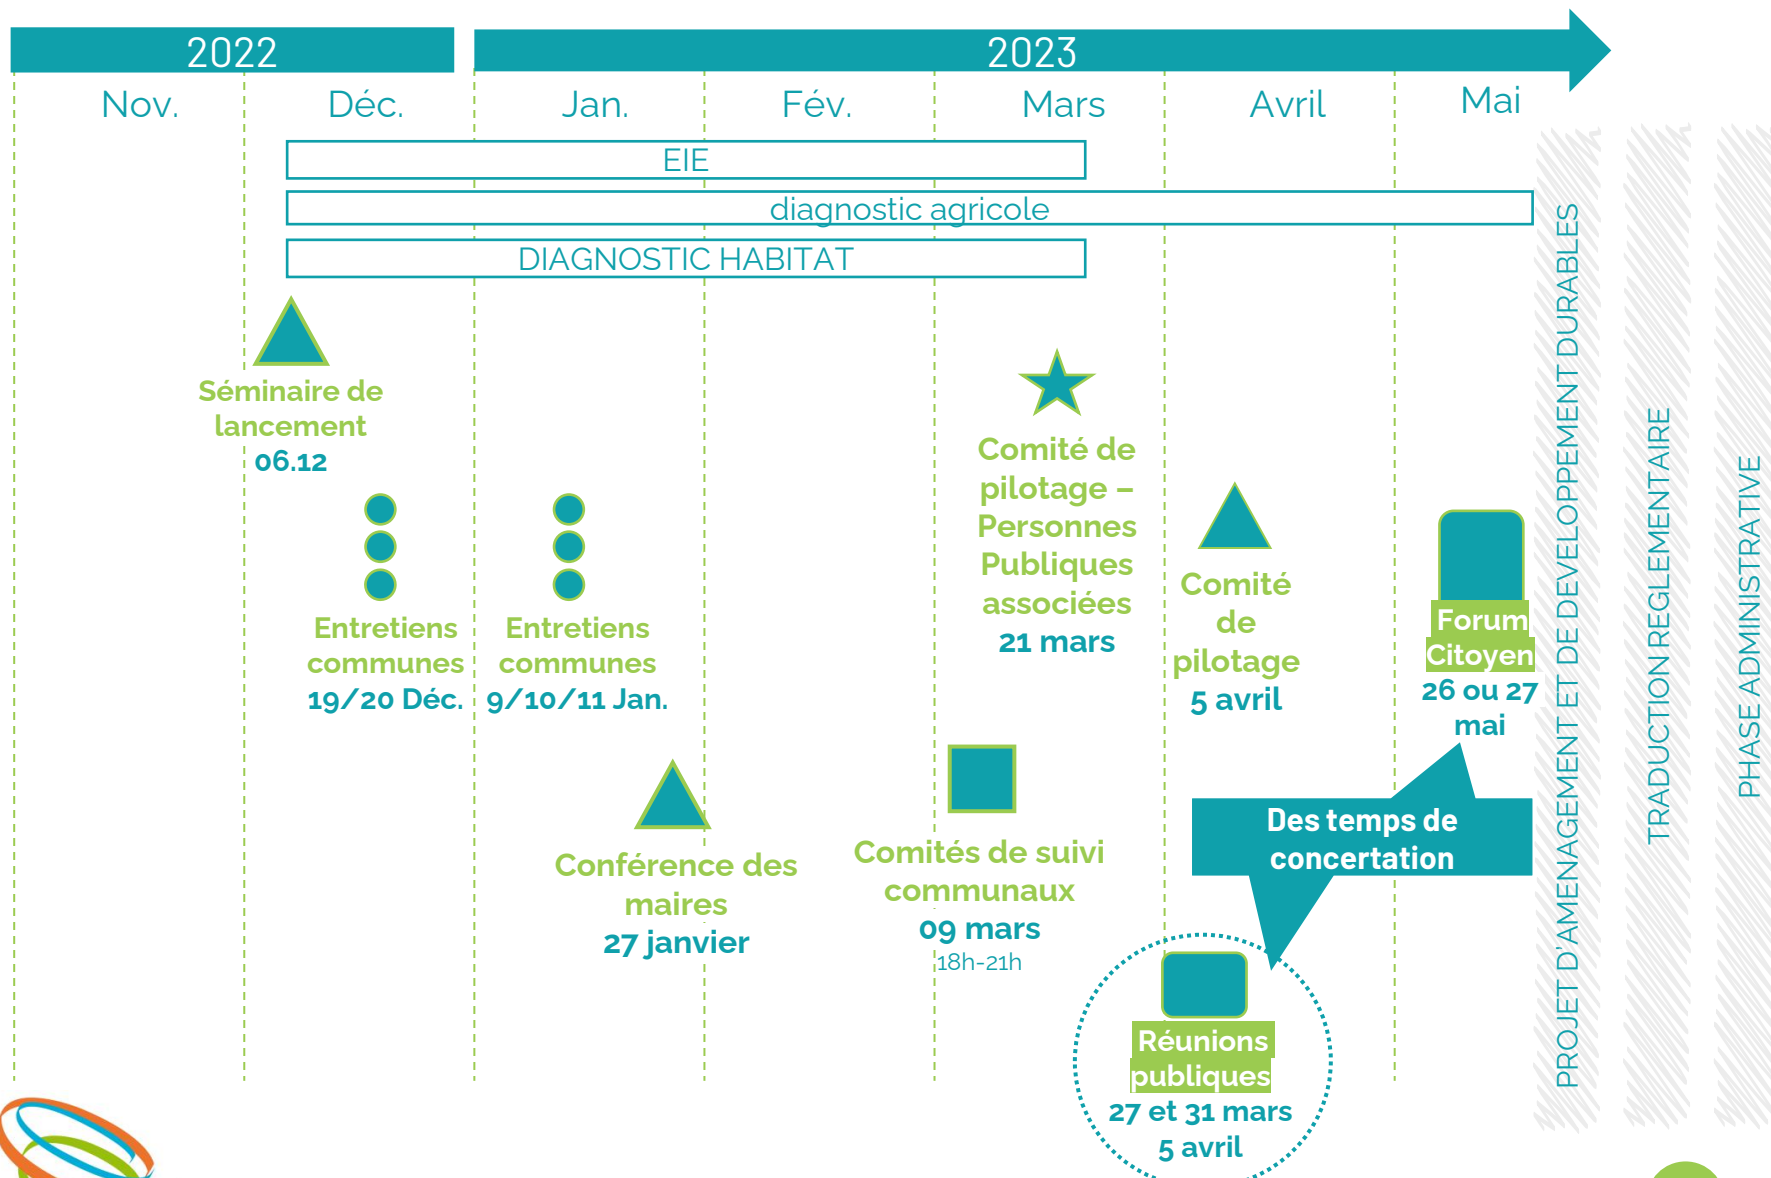 2022
2023
Nov.
Déc.
Jan.
Fév.
Mars
Avril
Mai
EIE
diagnostic agricole
DIAGNOSTIC HABITAT
Séminaire de
lancement
06.12
Entretiens
communes
19/20 Déc.
Entretiens
communes
9/10/11 Jan.
Conférence des
maires
27 janvier
Comités de suivi
communaux
09 mars
18h-21h
Comité de
pilotage –
Personnes
Publiques
associées
21 mars
Comité
de
pilotage
5 avril
Forum
Citoyen
26 ou 27
mai
Des temps de
concertation
Réunions
publiques
27 et 31 mars
5 avril
PROJET D'AMENAGEMENT ET DE DEVELOPPEMENT DURABLES
TRADUCTION REGLEMENTAIRE
PHASE ADMINISTRATIVE